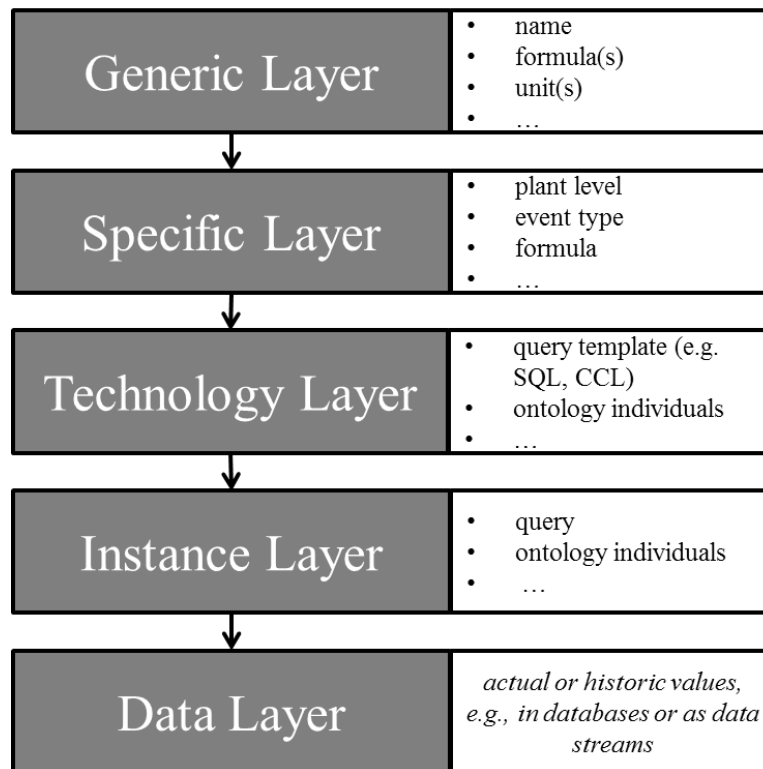 Generic Layer
• name
• formula(s)
• unit(s)
• …
Specific Layer
• plant level
• event type
• formula
• …
Technology Layer
• query template (e.g.
SQL, CCL)
• ontology individuals
• …
Instance Layer
• query
• ontology individuals
• …
Data Layer
actual or historic values,
e.g., in databases or as data
streams